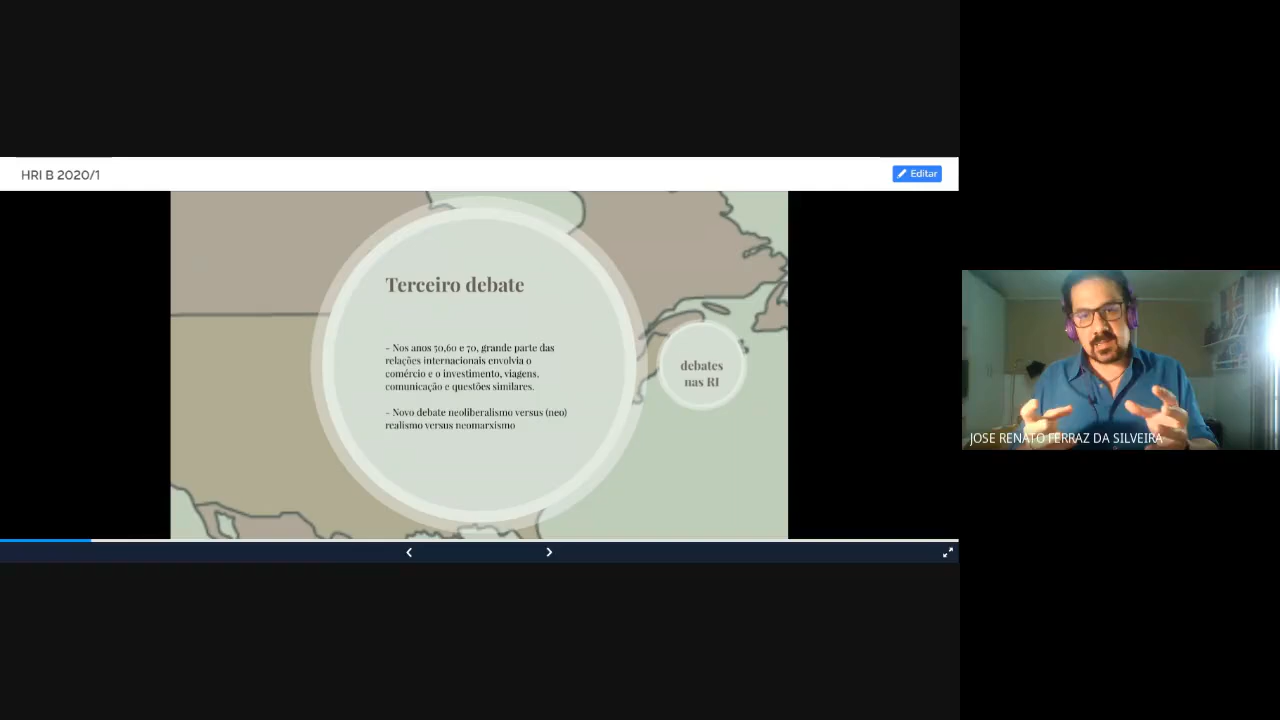 HRI B 2020/1
Editar
Terceiro debate
– Nos anos 50,60 e 70, grande parte das
relações internacionais envolvia o
comércio e o investimento, viagens,
comunicação e questões similares.
– Novo debate neoliberalismo versus (neo)
realismo versus neomarxismo
debates
nas RI
JOSE RENATO FERRAZ DA SILVEIRA